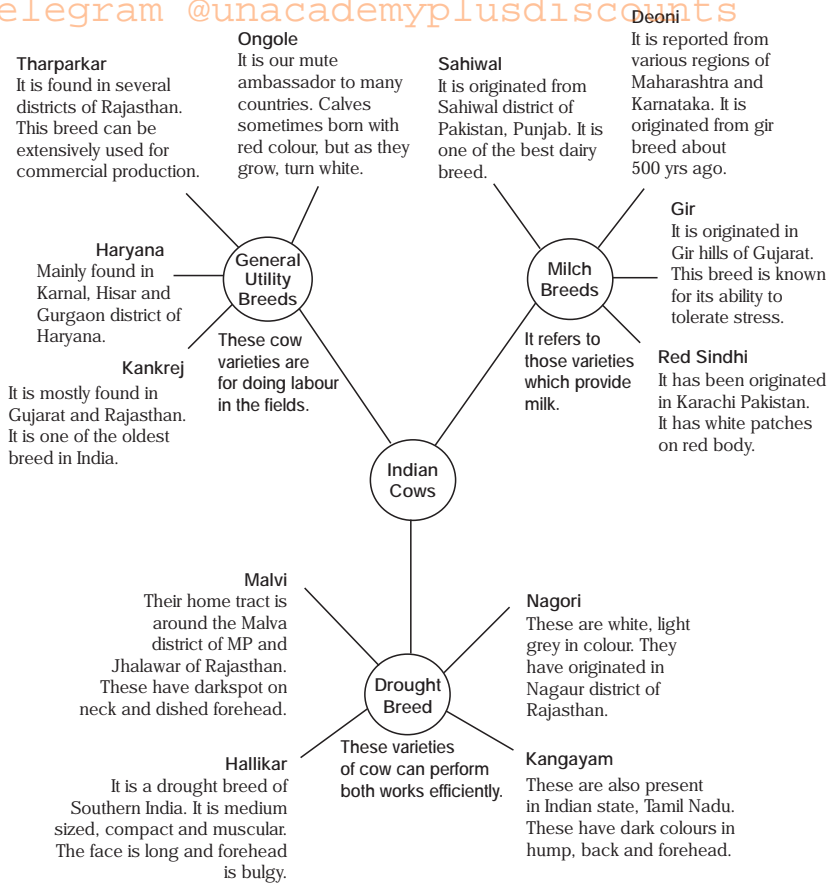 elegram @unacademyplusdiscounts
Tharparkar
It is found in several
districts of Rajasthan.
This breed can be
extensively used for
commercial production.
Ongole
It is our mute
ambassador to many
countries. Calves
sometimes born with
red colour, but as they
grow, turn white.
Sahiwal
It is originated from
Sahiwal district of
Pakistan, Punjab. It is
one of the best dairy
breed.
Deoni
It is reported from
various regions of
Maharashtra and
Karnataka. It is
originated from gir
breed about
500 yrs ago.
Haryana
Mainly found in
Karnal, Hisar and
Gurgaon district of
Haryana.
General
Utility
Breeds
Milch
Breeds
Gir
It is originated in
Gir hills of Gujarat.
This breed is known
for its ability to
tolerate stress.
Kankrej
It is mostly found in
Gujarat and Rajasthan.
It is one of the oldest
breed in India.
These cow
varieties are
for doing labour
in the fields.
It refers to
those varieties
which provide
milk.
Red Sindhi
It has been originated
in Karachi Pakistan.
It has white patches
on red body.
Indian
Cows
Malvi
Their home tract is
around the Malva
district of MP and
Jhalawar of Rajasthan.
These have darkspot on
neck and dished forehead.
Nagori
These are white, light
grey in colour. They
have originated in
Nagaur district of
Rajasthan.
Drought
Breed
Hallikar
It is a drought breed of
Southern India. It is medium
sized, compact and muscular.
The face is long and forehead
is bulgy.
These varieties
of cow can perform
both works efficiently.
Kangayam
These are also present
in Indian state, Tamil Nadu.
These have dark colours in
hump, back and forehead.